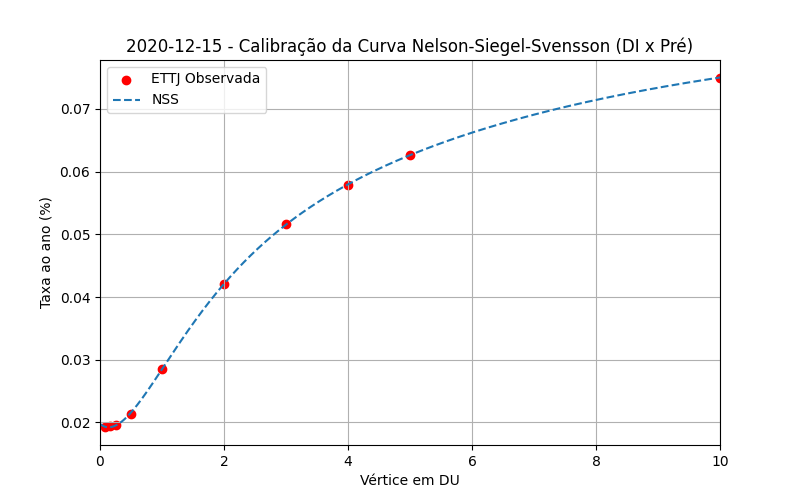 2020-12-15 - Calibração da Curva Nelson-Siegel-Svensson (DI x Pré)
ETTJ Observada
NSS
Taxa ao ano (%)
0.07
0.06
0.05
0.04
0.03
0.02
0 2 4 6 8 10
Vértice em DU